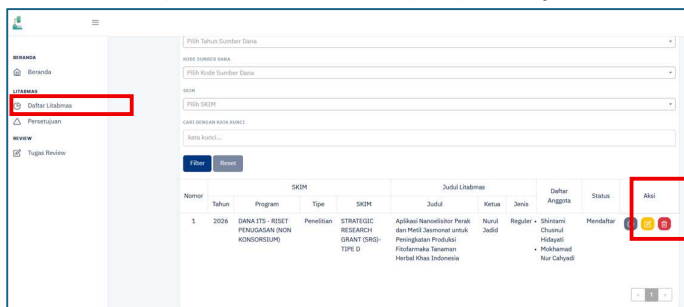 Pilih Tahun Sumber Dana
BERANDA
KODE SUMBER DANA
Beranda
Pilih Kode Sumber Dana
LITABMAS
SKIM
Daftar Litabmas
Pilih SKIM
Persetujuan
CARI DENGAN KATA KUNCI
REVIEW
kata kunci...
Tugas Review
Filter Reset
Nomor SKIM Judul Litabmas Daftar Anggota Status Aksi
Tahun Program Tipe SKIM Judul Ketua Jenis
1 2026 DANA ITS - RISET Penelitian STRATEGIC Aplikasi Nanoelisitor Perak Nurul Reguler • Shintami Mendaftar
PENUGASAN (NON RESEARCH dan Metil Jasmonat untuk Jadid Chusnul
KONSORSIUM) GRANT (SRG)- Peningkatan Produksi Hidayati
TIPE D Fitofarmaka Tanaman • Mokhamad
Herbal Khas Indonesia Nur Cahyadi
< 1 >